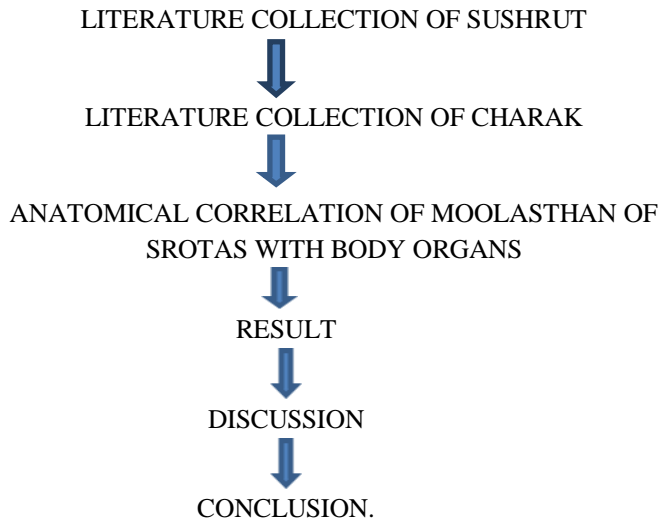 LITERATURE COLLECTION OF SUSHRUT
LITERATURE COLLECTION OF CHARAK
ANATOMICAL CORRELATION OF MOOLASTHAN OF
SROTAS WITH BODY ORGANS
RESULT
DISCUSSION
CONCLUSION.